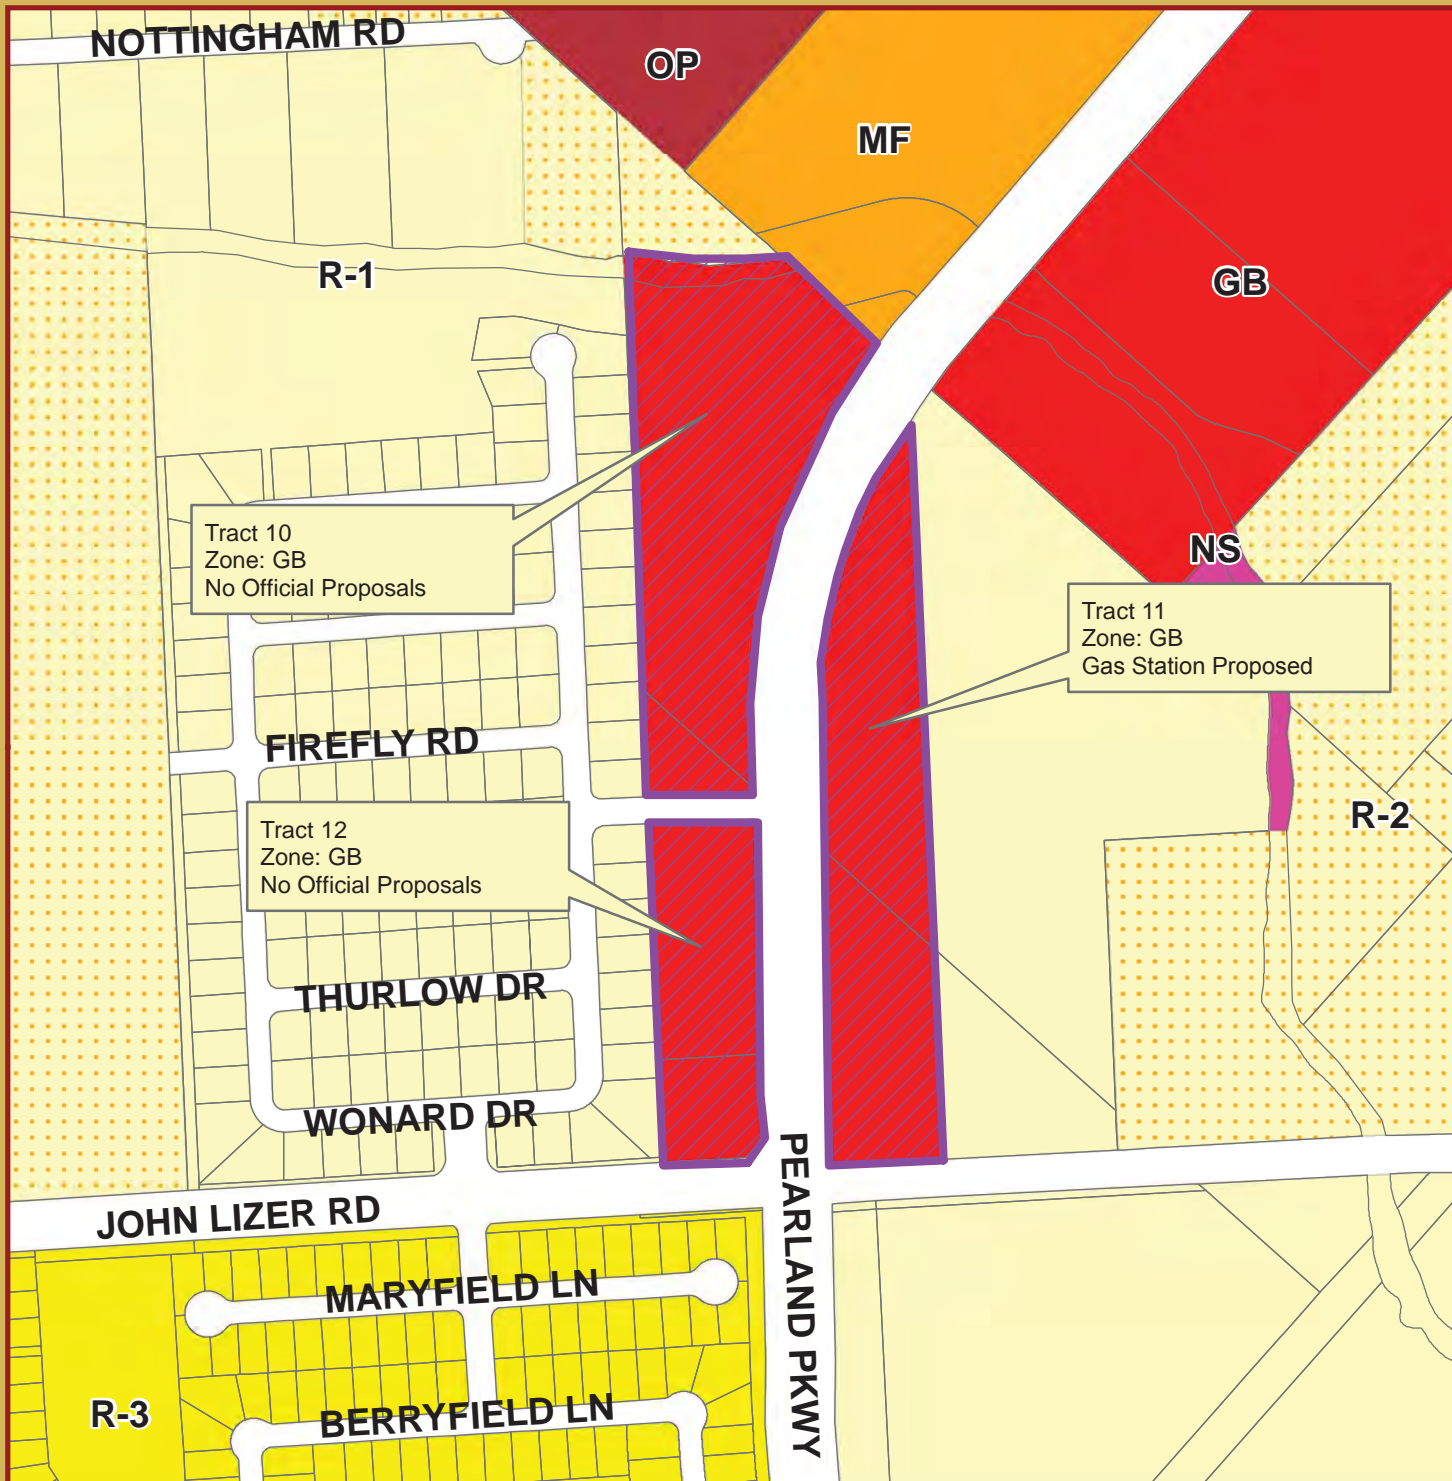 NOTTINGHAM RD
OP
MF
R-1
GB
Tract 10
Zone: GB
No Official Proposals
NS
Tract 11
Zone: GB
Gas Station Proposed
FIREFLY RD
Tract 12
Zone: GB
No Official Proposals
R-2
THURLOW DR
WONARD DR
PEARLAND PKWY
JOHN LIZER RD
MARYFIELD LN
R-3
BERRYFIELD LN